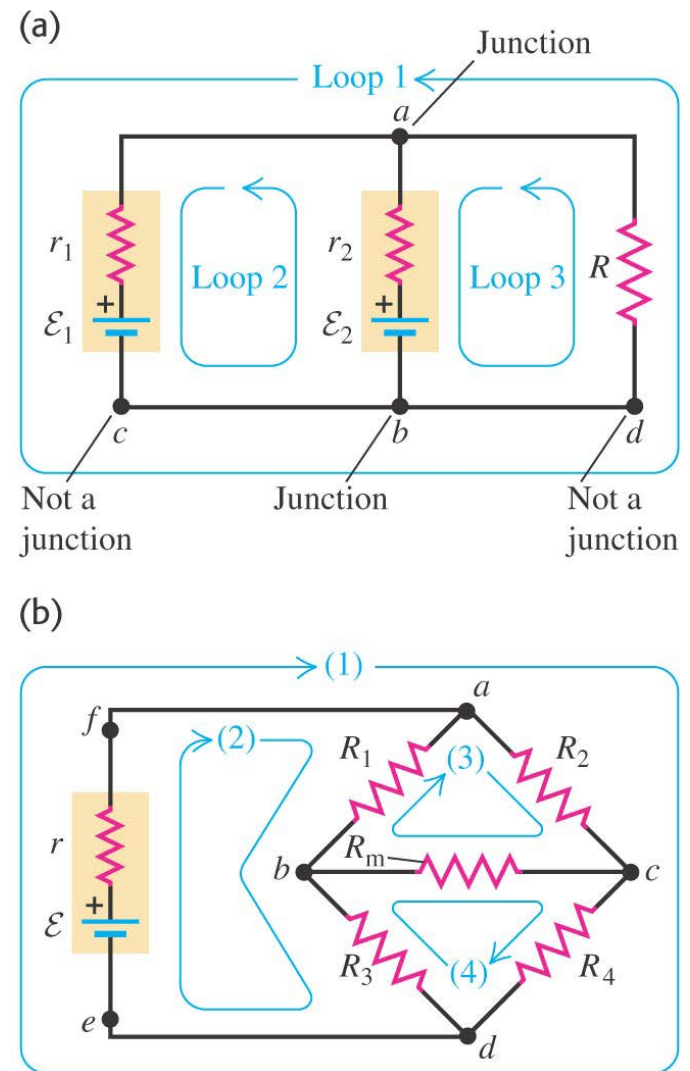 (a)
Junction
Loop 1
a
r1
Loop 2
r2
Loop 3
R
+
ℰ1
+
ℰ2
c
b
d
Not a
junction
Junction
Not a
junction
(b)
(1)
a
f
(2)
R1
(3)
R2
r
b
Rm
c
+
ℰ
R3
(4)
R4
e
d